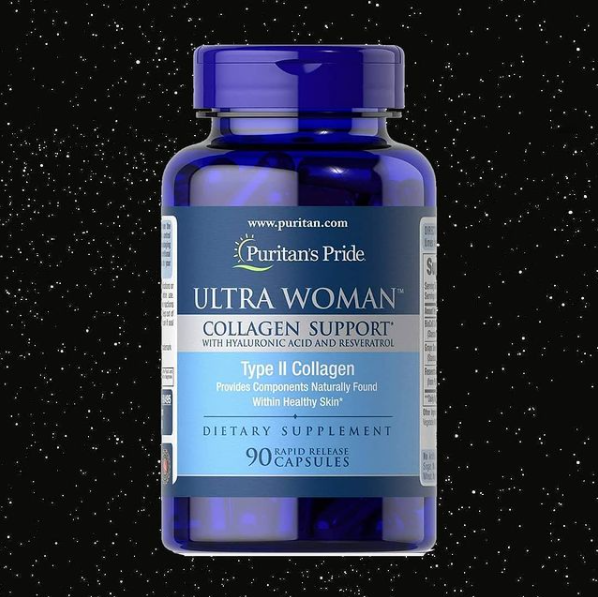 www.puritan.com
Puritan's Pride
ULTRA WOMAN™
COLLAGEN SUPPORT*
WITH HYALURONIC ACID AND RESVERATROL
Type II Collagen
Provides Components Naturally Found
Within Healthy Skin*
DIETARY SUPPLEMENT
90 RAPID RELEASE
CAPSULES